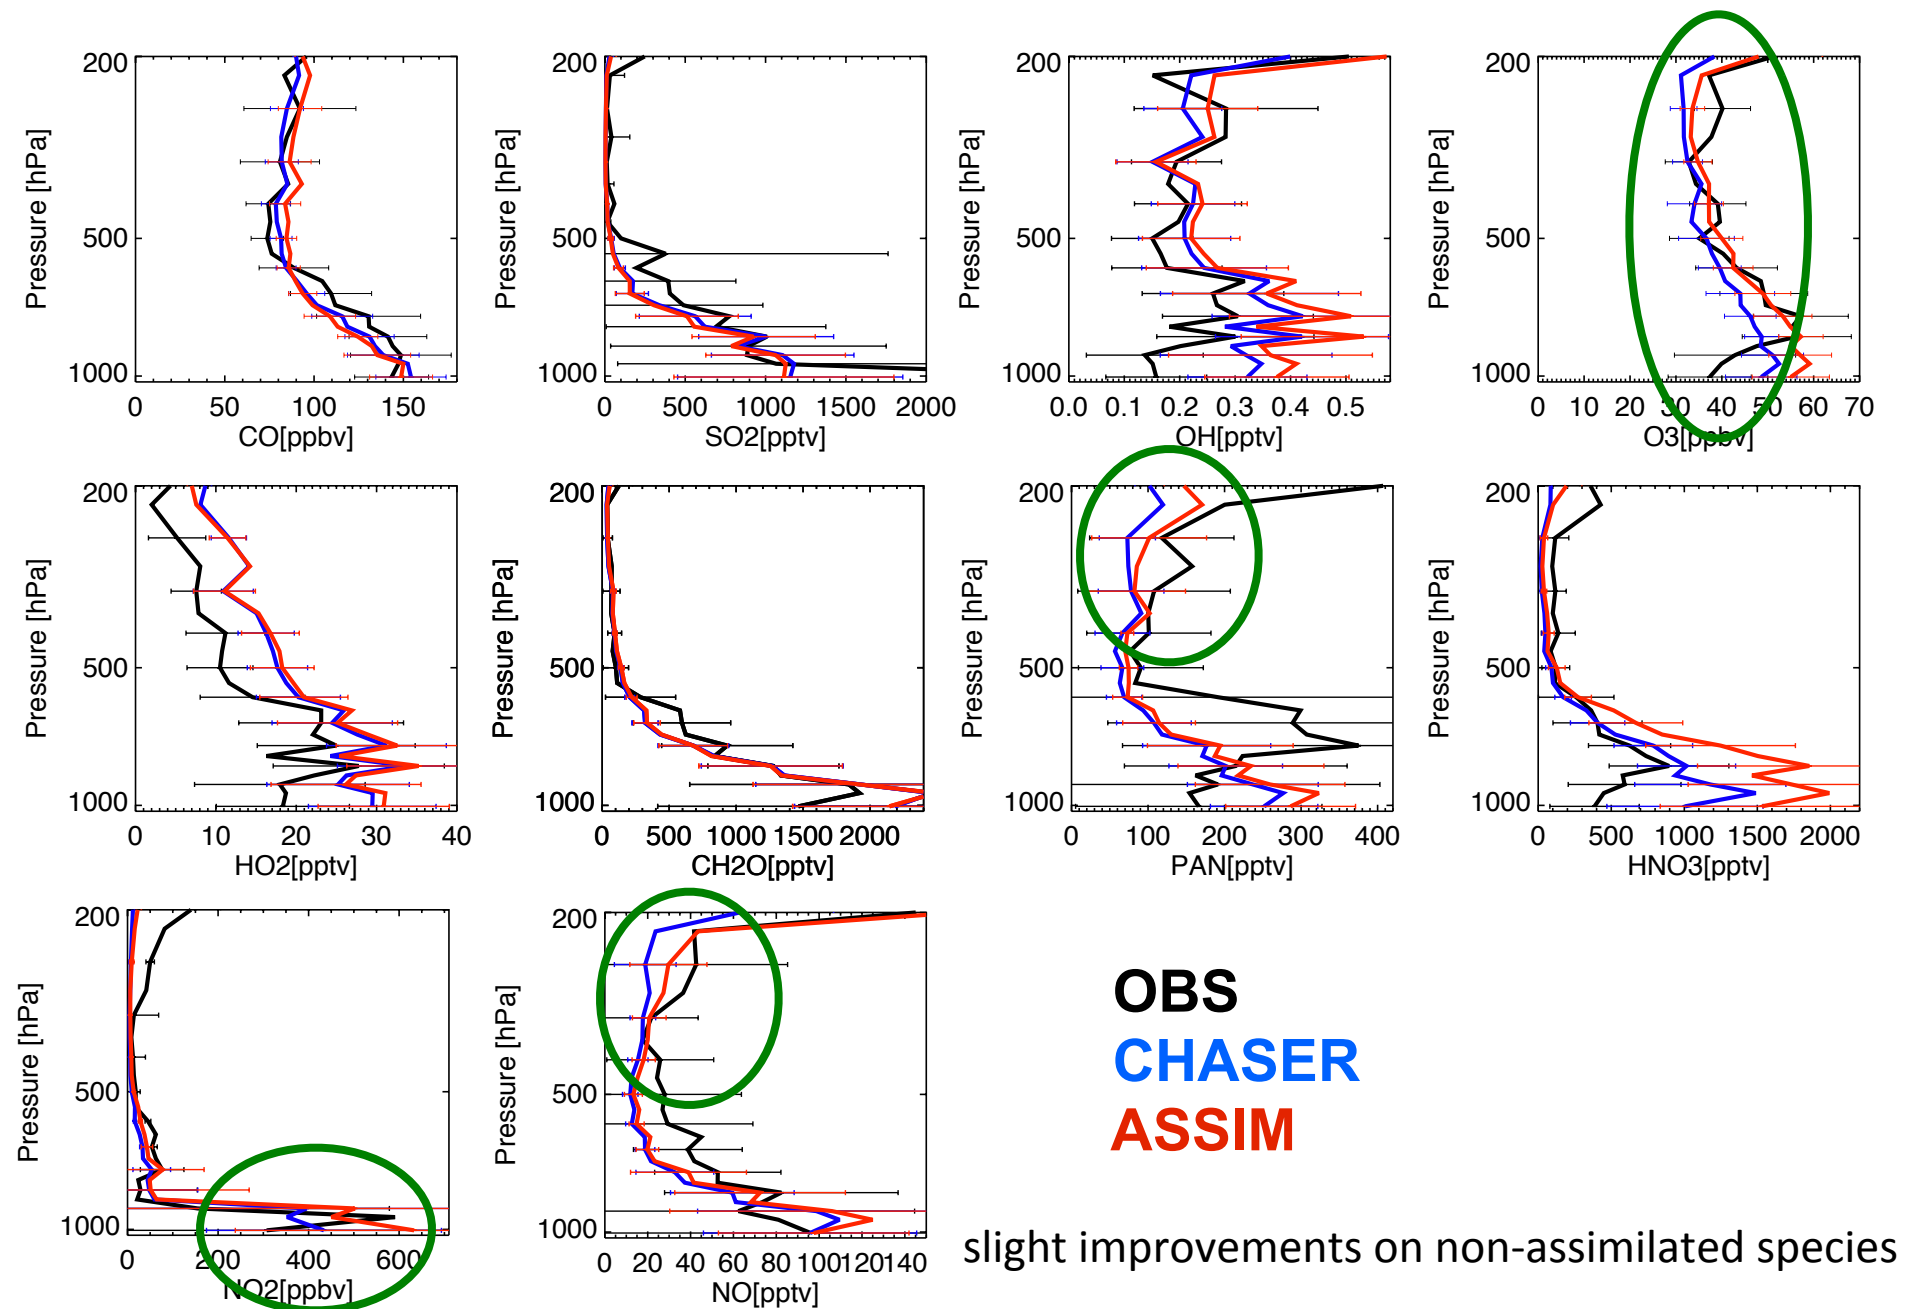 200
500
1000
Pressure [hPa]
0 50 100 150
CO[ppbv]
200
500
1000
Pressure [hPa]
0 500 1000 1500 2000
SO2[pptv]
200
500
1000
Pressure [hPa]
0.0 0.1 0.2 0.3 0.4 0.5
OH[pptv]
200
500
1000
Pressure [hPa]
0 10 20 30 40 50 60 70
O3[ppbv]
200
500
1000
Pressure [hPa]
0 10 20 30 40
HO2[pptv]
200
500
1000
Pressure [hPa]
0 500 1000 1500 2000
CH2O[pptv]
200
500
1000
Pressure [hPa]
0 100 200 300 400
PAN[pptv]
200
500
1000
Pressure [hPa]
0 500 1000 1500 2000
HNO3[pptv]
200
500
1000
Pressure [hPa]
0 200 400 600
NO2[ppbv]
200
500
1000
Pressure [hPa]
0 20 40 60 80 100120140
NO[pptv]
OBS
CHASER
ASSIM
slight improvements on non-assimilated species